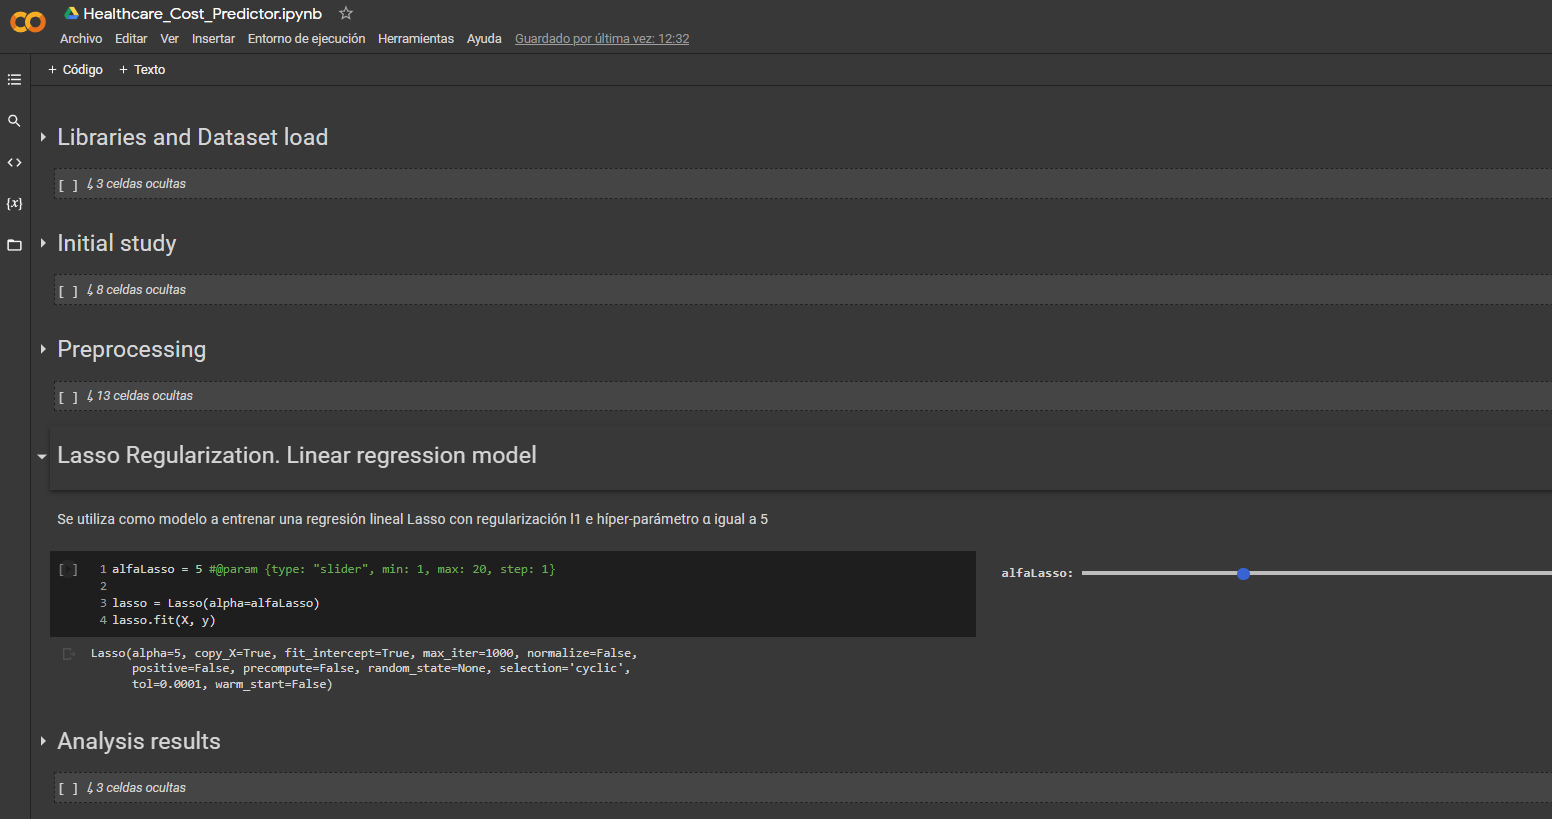 Healthcare_Cost_Predictor.ipynb
Archivo Editar Ver Insertar Entorno de ejecución Herramientas Ayuda Guardado por última vez: 12:32
+ Código + Texto
Libraries and Dataset load
[ ] ↳ 3 celdas ocultas
Initial study
[ ] ↳ 8 celdas ocultas
{x}
Preprocessing
[ ] ↳ 13 celdas ocultas
Lasso Regularization. Linear regression model
Se utiliza como modelo a entrenar una regresión lineal Lasso con regularización l1 e híper-parámetro α igual a 5
[ ] 1 alfaLasso = 5 #@param {type: "slider", min: 1, max: 20, step: 1}
2
3 lasso = Lasso(alpha=alfaLasso)
4 lasso.fit(X, y)
alfaLasso:
Lasso(alpha=5, copy_X=True, fit_intercept=True, max_iter=1000, normalize=False,
positive=False, precompute=False, random_state=None, selection='cyclic',
tol=0.0001, warm_start=False)
Analysis results
[ ] ↳ 3 celdas ocultas